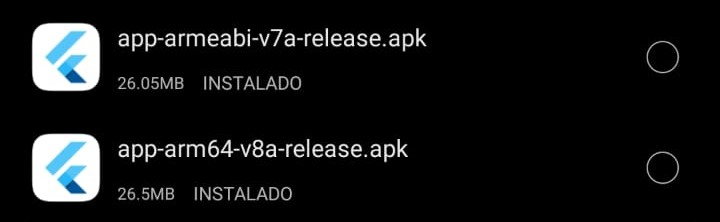 app-armeabi-v7a-release.apk
26.05MB INSTALADO
app-arm64-v8a-release.apk
26.5MB INSTALADO